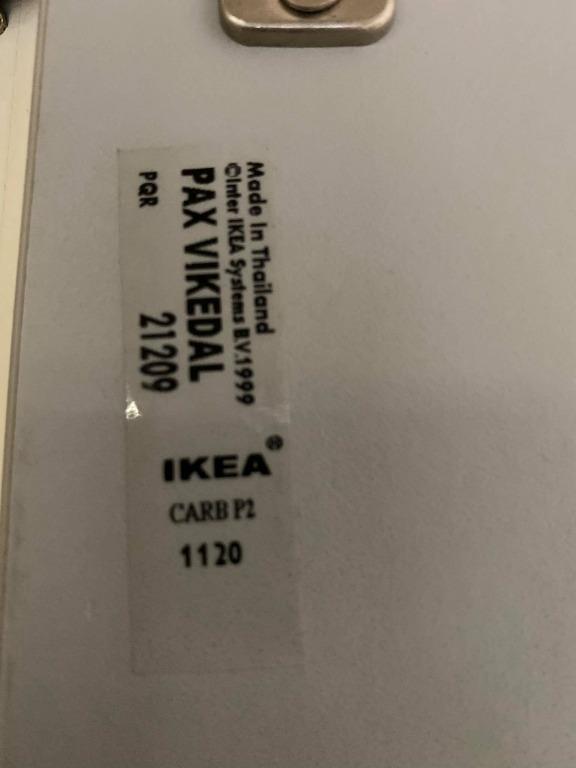 Made in Thailand
©Inter IKEA Systems B.V.1999
PAX VIKEDAL
PQR 21209
IKEA®
CARB P2
1120